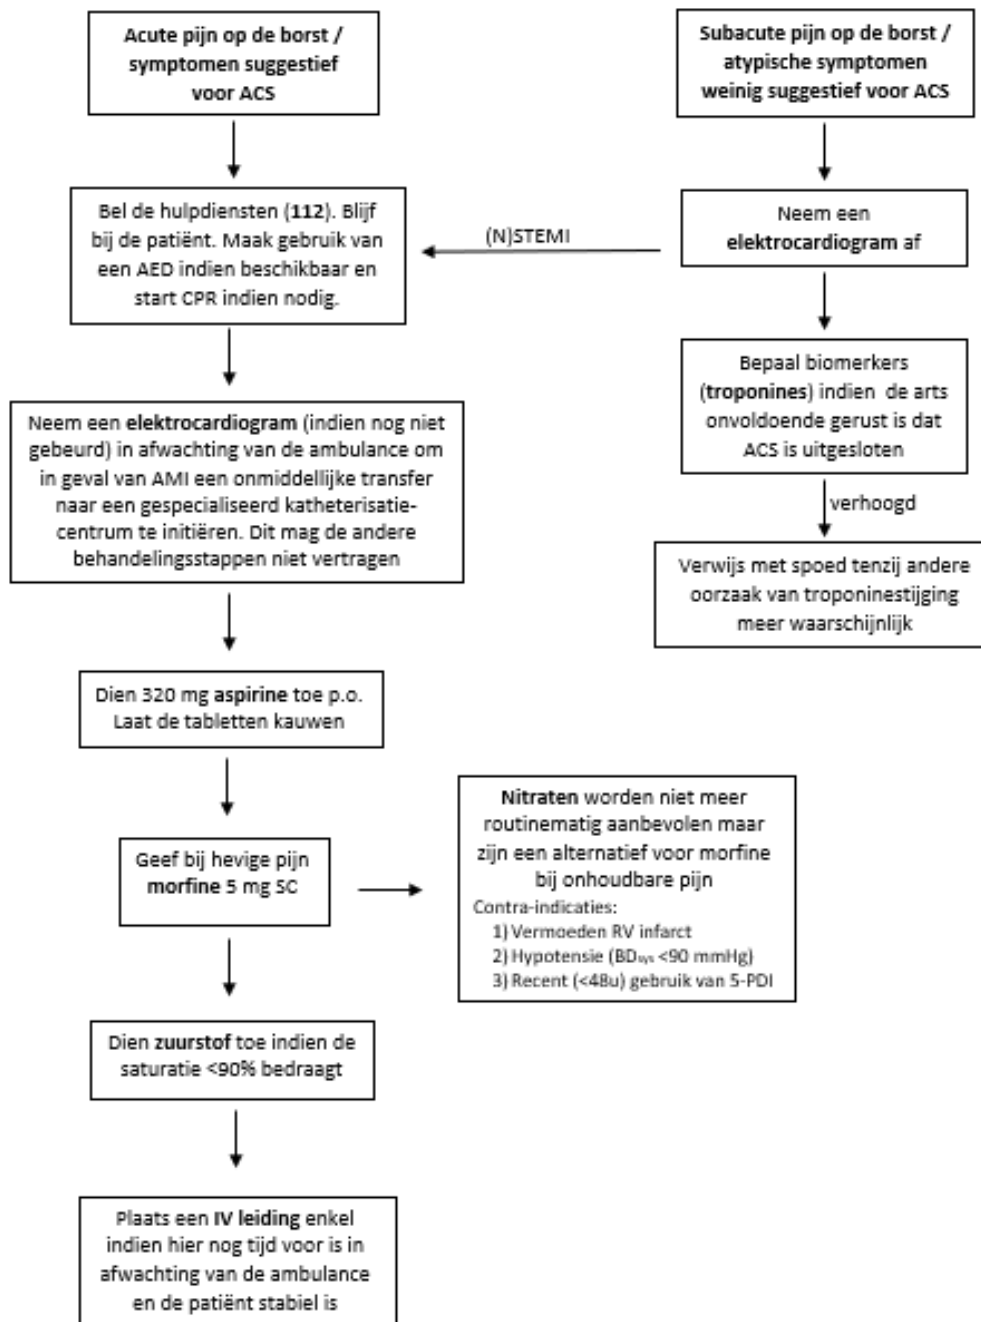 Acute pijn op de borst /
symptomen suggestief
voor ACS
Bel de hulpdiensten (112). Blijf
bij de patiënt. Maak gebruik van
een AED indien beschikbaar en
start CPR indien nodig.
Neem een elektrocardiogram (indien nog niet
gebeurd) in afwachting van de ambulance om
in geval van AMI een onmiddellijke transfer
naar een gespecialiseerd katheterisatie-
centrum te initiëren. Dit mag de andere
behandelingsstappen niet vertragen
Dien 320 mg aspirine toe p.o.
Laat de tabletten kauwen
Geef bij hevige pijn
morfine 5 mg SC
Nitraten worden niet meer
routinematig aanbevolen maar
zijn een alternatief voor morfine
bij onhoudbare pijn
Contra-indicaties:
1) Vermoeden RV infarct
2) Hypotensie (BDsys <90 mmHg)
3) Recent (<48u) gebruik van 5-PDI
Dien zuurstof toe indien de
saturatie <90% bedraagt
Plaats een IV leiding enkel
indien hier nog tijd voor is in
afwachting van de ambulance
en de patiënt stabiel is
Subacute pijn op de borst /
atypische symptomen
weinig suggestief voor ACS
Neem een
elektrocardiogram af
(N)STEMI
Bepaal biomerkers
(troponines) indien de arts
onvoldoende gerust is dat
ACS is uitgesloten
verhoogd
Verwijs met spoed tenzij andere
oorzaak van troponinestijging
meer waarschijnlijk